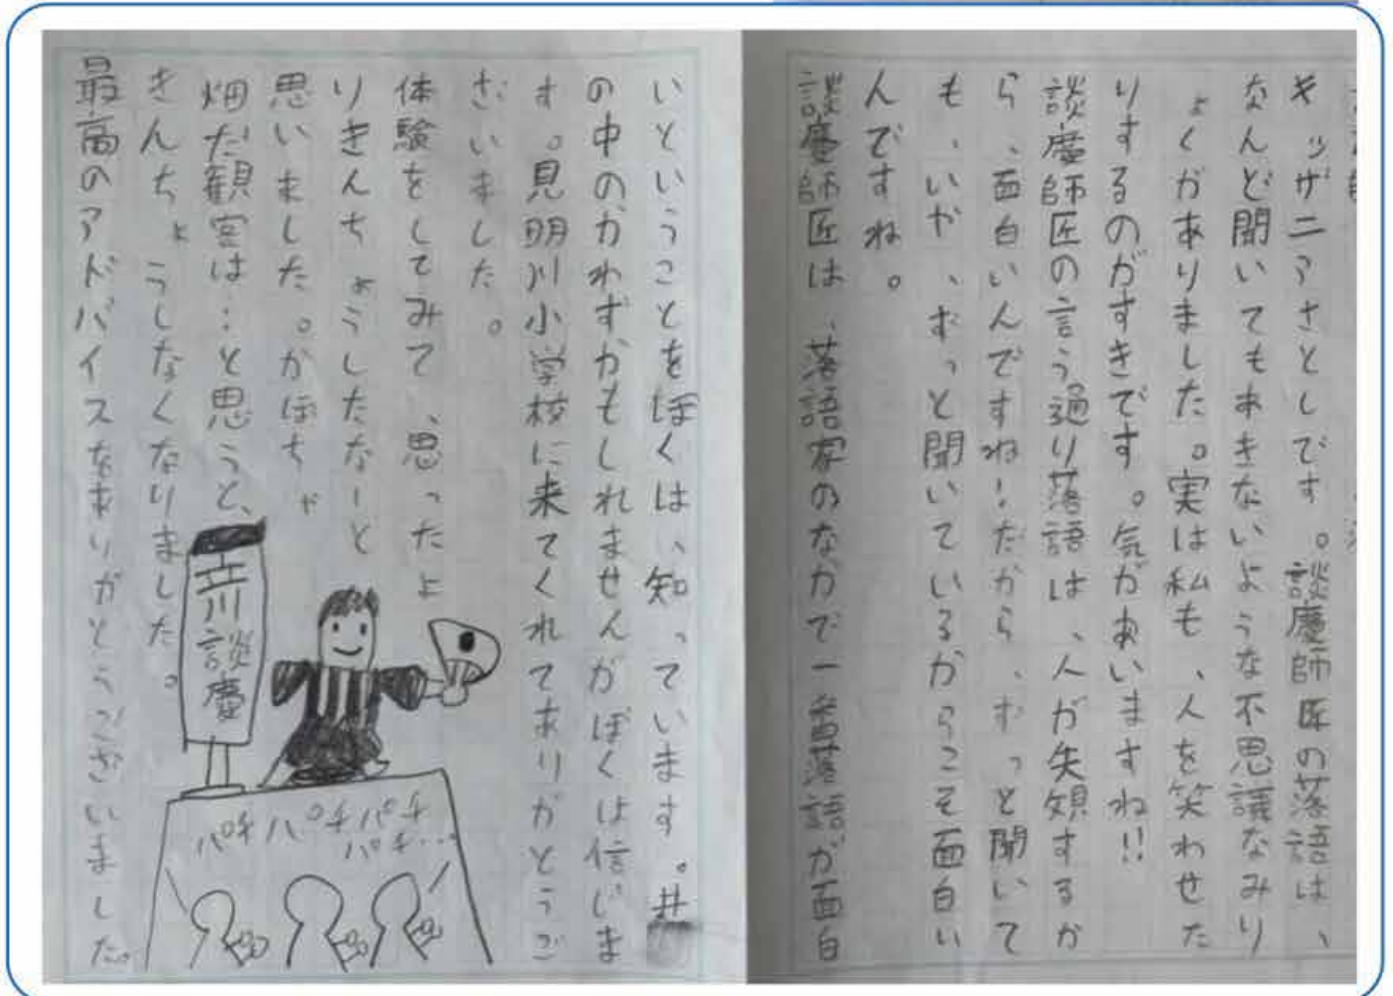 キッザニアさとしです。談慶師匠の落語は、
なんど聞いてもあきないような不思議なみり
ょくがありました。実は私も、人を笑わせた
りするのがすきです。気があいますね!!
談慶師匠の言う通り落語は、人が失するか
ら、面白いんですね!だから、ずっと聞いて
も、いや、ずっと聞いているからこそ面白い
んですね。
談慶師匠は、落語家のなかで一番落語が面白
いということをぼくは、知っています。井
の中のかわずかもしれませんがぼくは信じま
す。見明川小学校に来てくれてありがとうご
ざいました。
体験をしてみて、思ったよ
りきんちょうしたなーと
思いました。かぼちゃ
畑だ観客は…と思うと、
きんちょうしなくなりました。
最高のアドバイスをありがとうございました。
立川談慶
パチパチパチ
パチ…